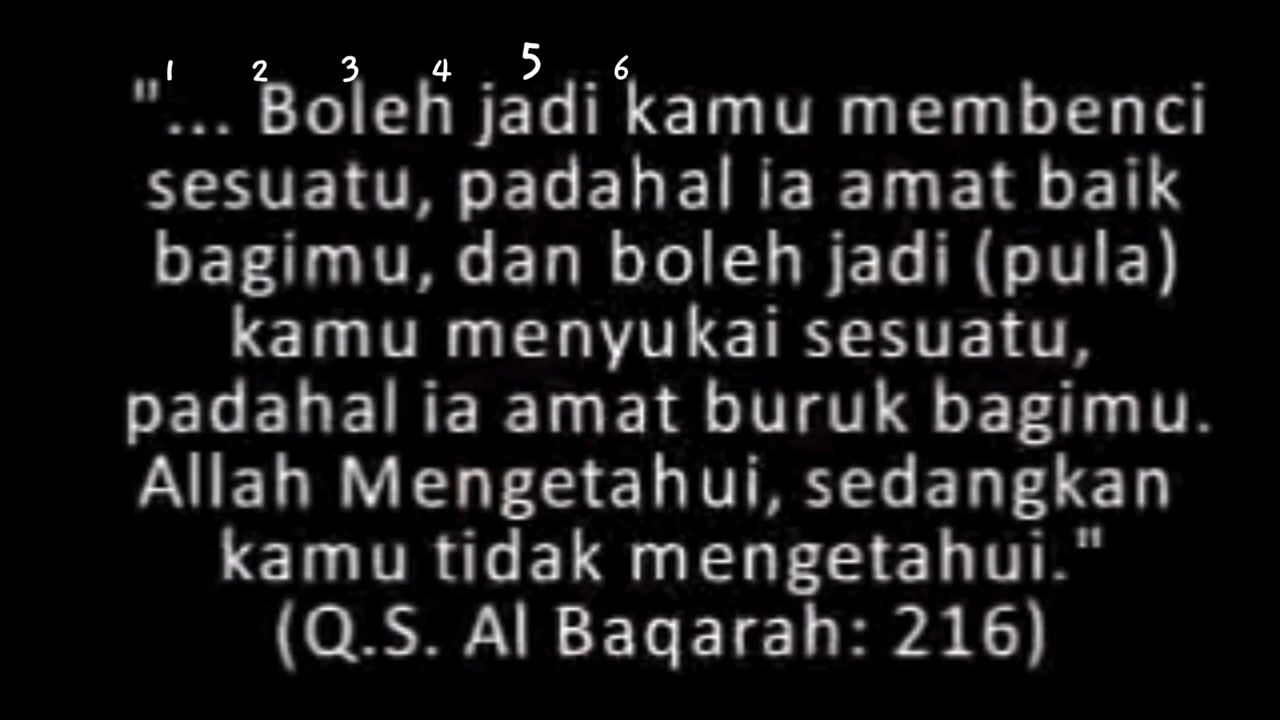 1 2 3 4 5 6
"... Boleh jadi kamu membenci
sesuatu, padahal ia amat baik
bagimu, dan boleh jadi (pula)
kamu menyukai sesuatu,
padahal ia amat buruk bagimu.
Allah Mengetahui, sedangkan
kamu tidak mengetahui."
(Q.S. Al Baqarah: 216)